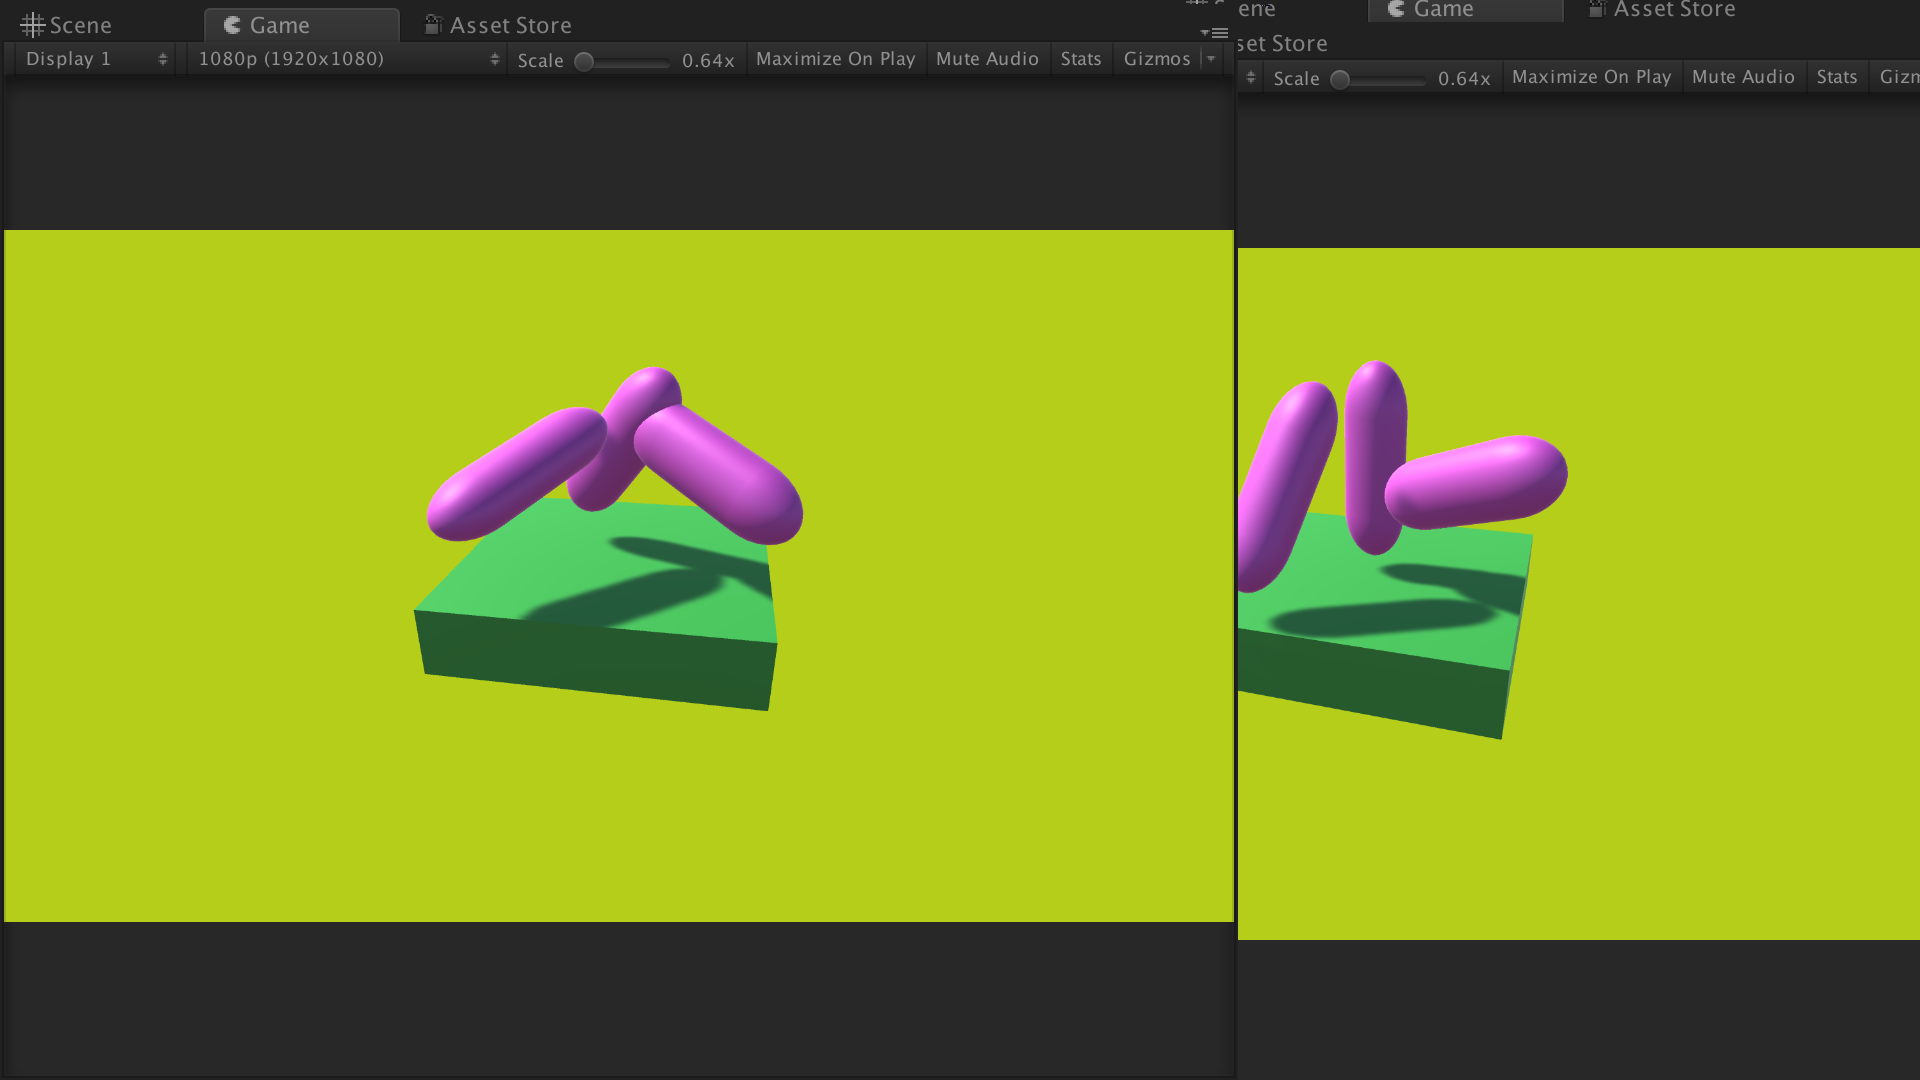 Scene Game Asset Store
Display 1 1080p (1920x1080) Scale 0.64x Maximize On Play Mute Audio Stats Gizmos
ene Game Asset Store
set Store
Scale 0.64x Maximize On Play Mute Audio Stats Gizm